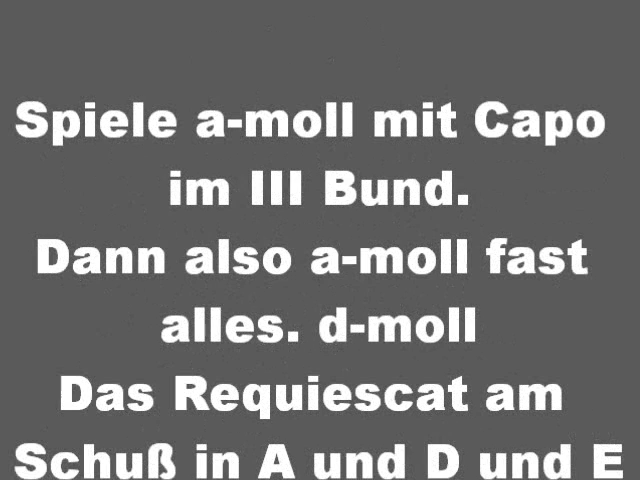 Spiele a-moll mit Capo
im III Bund.
Dann also a-moll fast
alles. d-moll
Das Requiescat am
Schuß in A und D und E